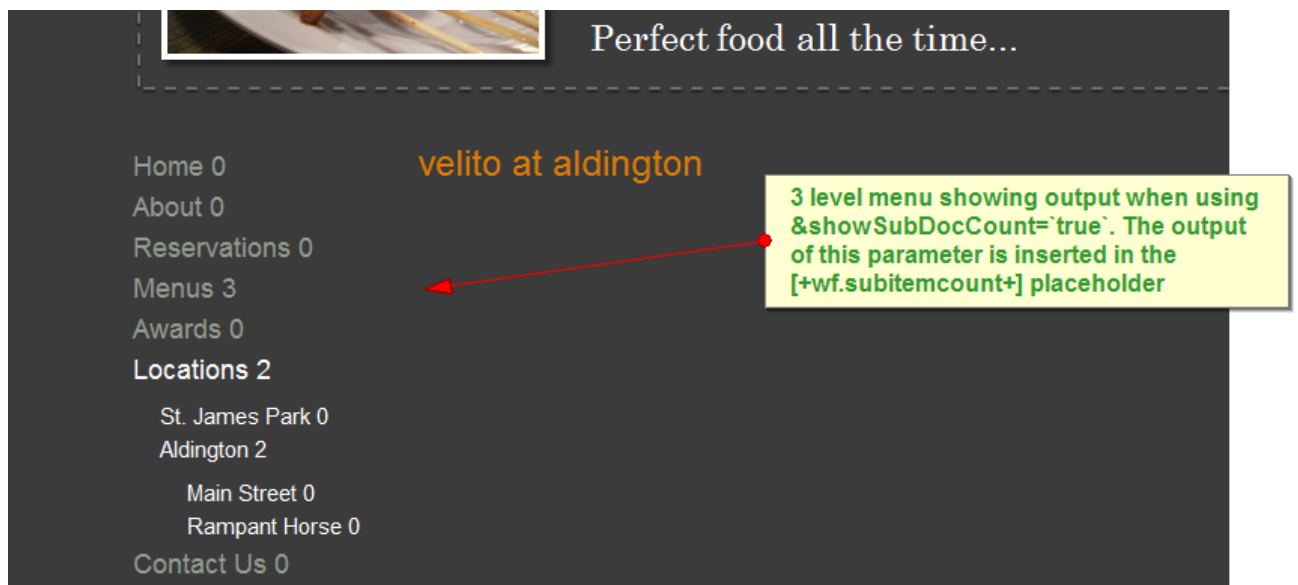 Perfect food all the time...
Home 0
velito at aldington
About 0
Reservations 0
Menus 3
Awards 0
Locations 2
St. James Park 0
Aldington 2
Main Street 0
Rampant Horse 0
Contact Us 0
3 level menu showing output when using
&showSubDocCount=`true`. The output
of this parameter is inserted in the
[+wf.subitemcount+] placeholder